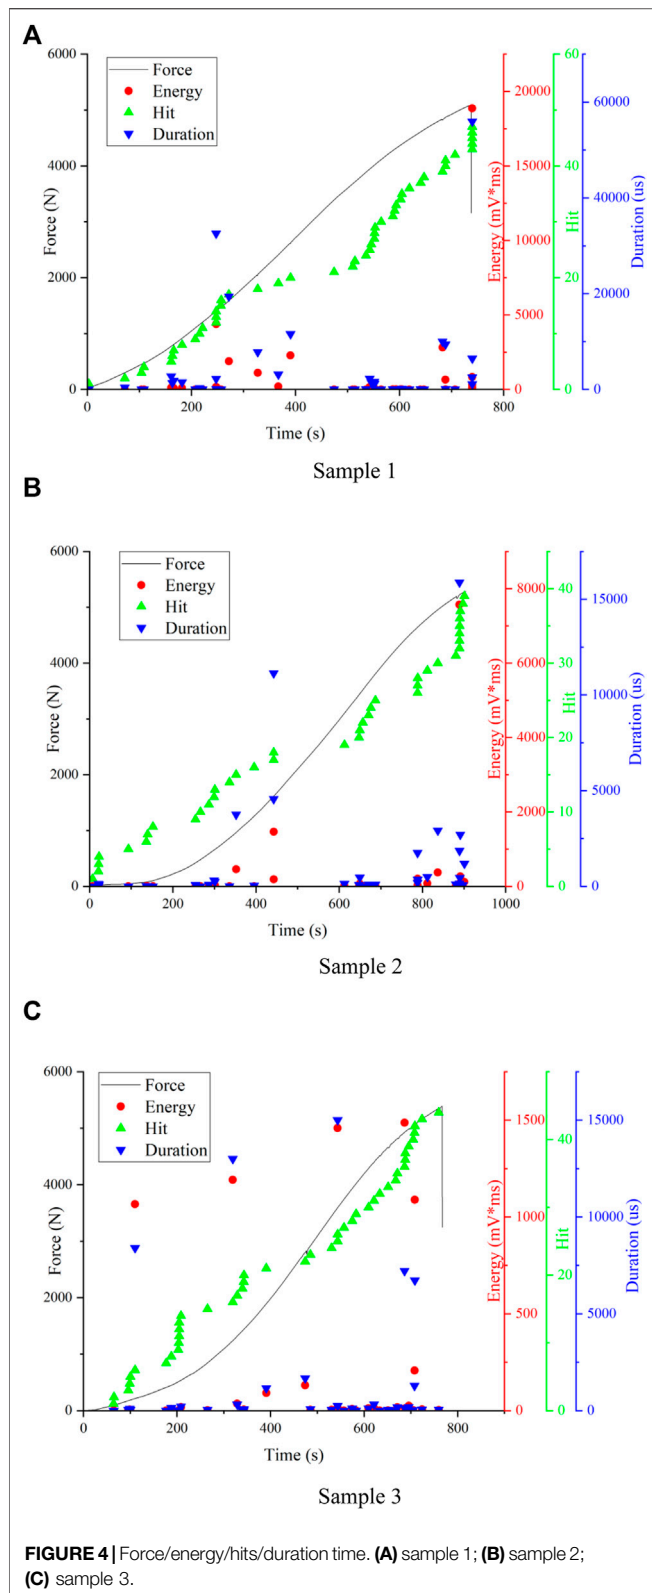 A
6000
4000
2000
0
Force (N)
Force
Energy
Hit
Duration
0
200
400
600
800
Time (s)
20000
15000
10000
5000
0
Energy (mV*ms)
60
40
20
0
Hit
60000
40000
20000
0
Duration (us)
Sample 1
B
6000
4000
2000
0
Force (N)
Force
Energy
Hit
Duration
0
200
400
600
800
1000
Time (s)
8000
6000
4000
2000
0
Energy (mV*ms)
40
30
20
10
0
Hit
15000
10000
5000
0
Duration (us)
Sample 2
C
6000
4000
2000
0
Force (N)
Force
Energy
Hit
Duration
0
200
400
600
800
Time (s)
1500
1000
500
0
Energy (mV*ms)
40
20
0
Hit
15000
10000
5000
0
Duration (us)
Sample 3
FIGURE 4 | Force/energy/hits/duration time. (A) sample 1; (B) sample 2;
(C) sample 3.